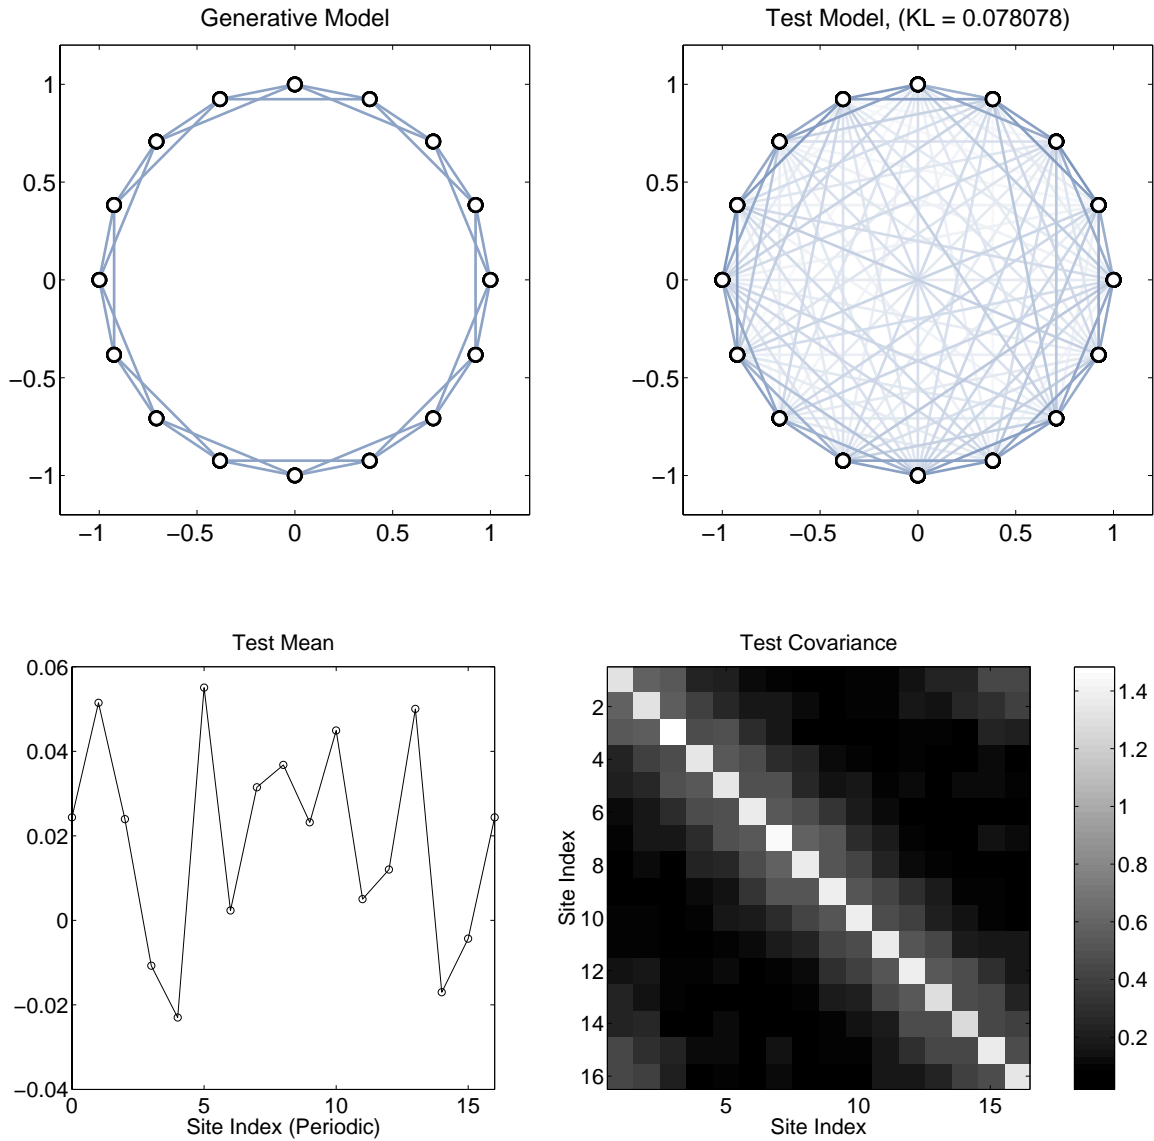 Generative Model
1
0.5
0
−0.5
−1
−1 −0.5 0 0.5 1
Test Model, (KL = 0.078078)
1
0.5
0
−0.5
−1
−1 −0.5 0 0.5 1
Test Mean
0.06
0.04
0.02
0
−0.02
−0.04
0 5 10 15
Site Index (Periodic)
Test Covariance
Site Index
2
4
6
8
10
12
14
16
5 10 15
Site Index
1.4
1.2
1
0.8
0.6
0.4
0.2